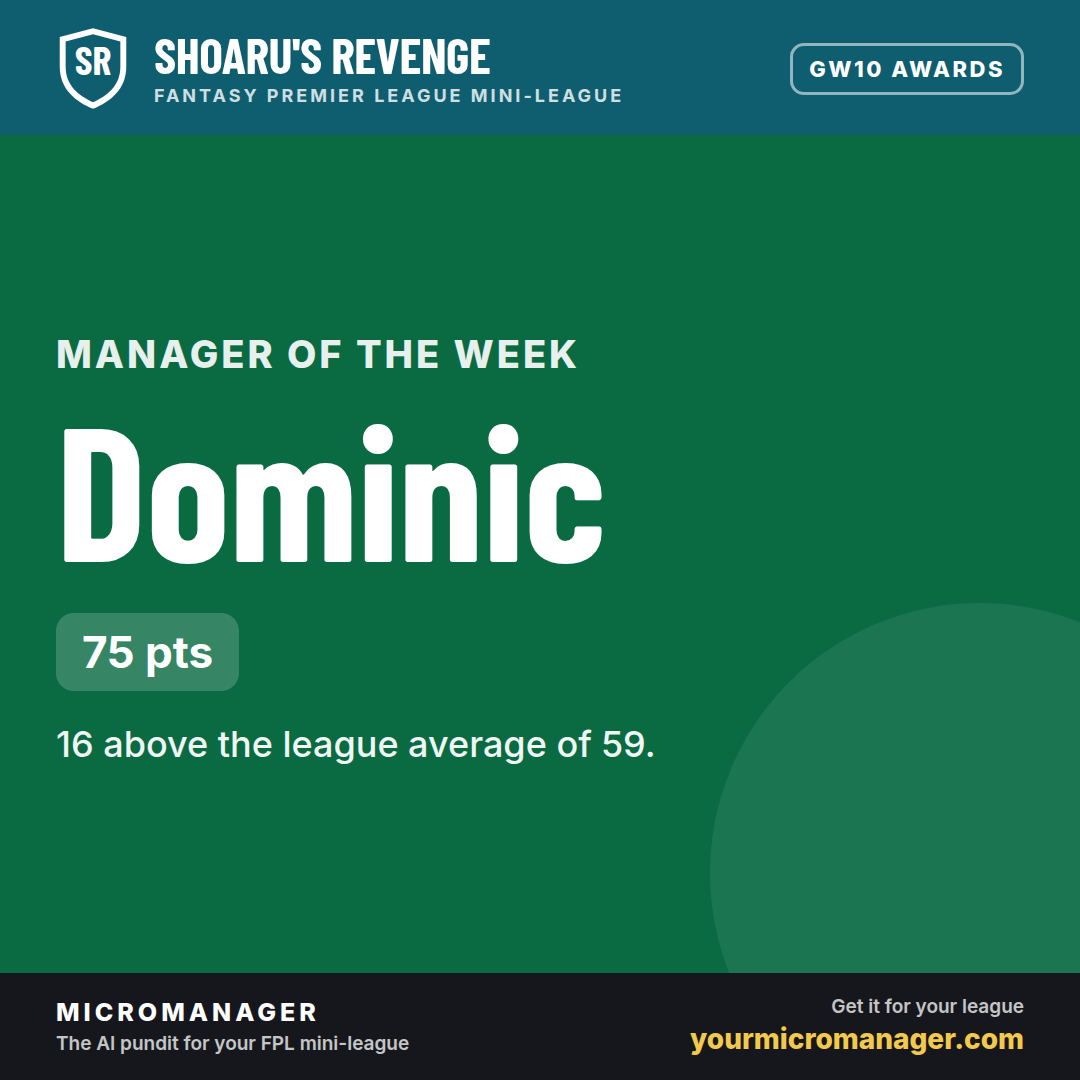 SR
SHOARU'S REVENGE
FANTASY PREMIER LEAGUE MINI-LEAGUE
GW10 AWARDS
MANAGER OF THE WEEK
Dominic
75 pts
16 above the league average of 59.
MICROMANAGER
The AI pundit for your FPL mini-league
Get it for your league
yourmicromanager.com